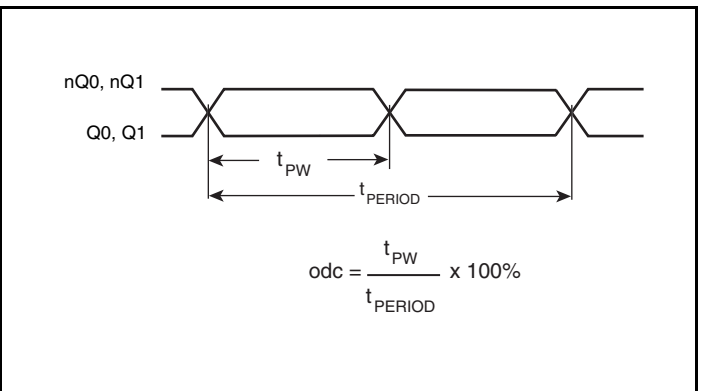 nQ0, nQ1
Q0, Q1
tPW
tPERIOD
odc = tPW / tPERIOD x 100%